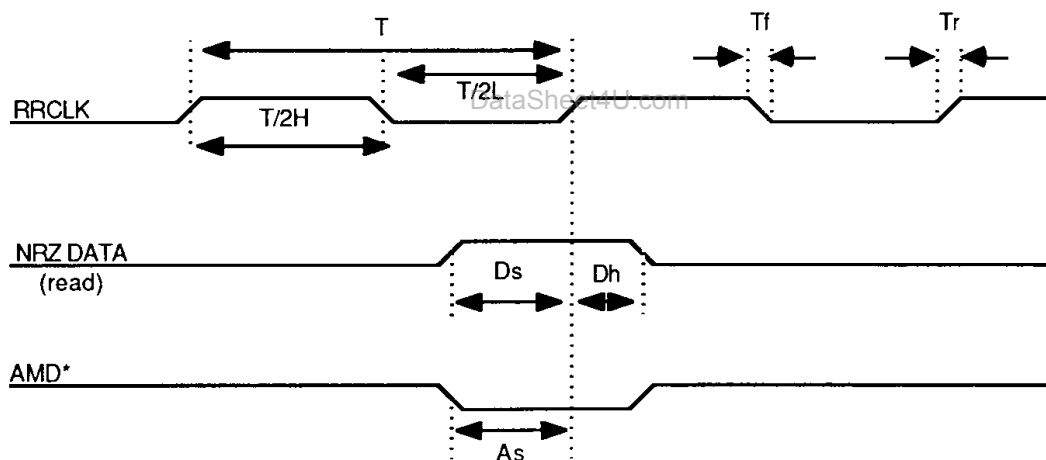 T
Tf
Tr
T/2L
DataSheet4U.com
RRCLK
T/2H
NRZ DATA
(read)
Ds
Dh
AMD*
As